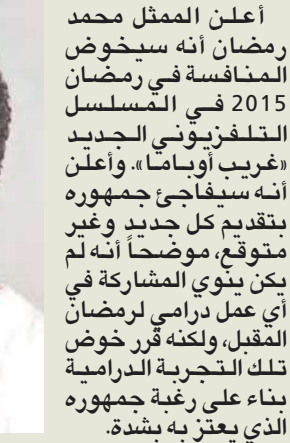 أعلن الممثل محمد
رمضان أنه سيخوض
المنافسة في رمضان
2015 في المسلسل
التلفزيوني الجديد
«غريب أوباما». وأعلن
أنه سيفاجئ جمهوره
بتقديم كل جديد وغير
متوقع، موضحاً أنه لم
يكن ينوي المشاركة في
أي عمل درامي لرمضان
المقبل، ولكنه قرر خوض
تلك التجربة الدرامية
بناء على رغبة جمهوره
الذي يعتز به بشدة.